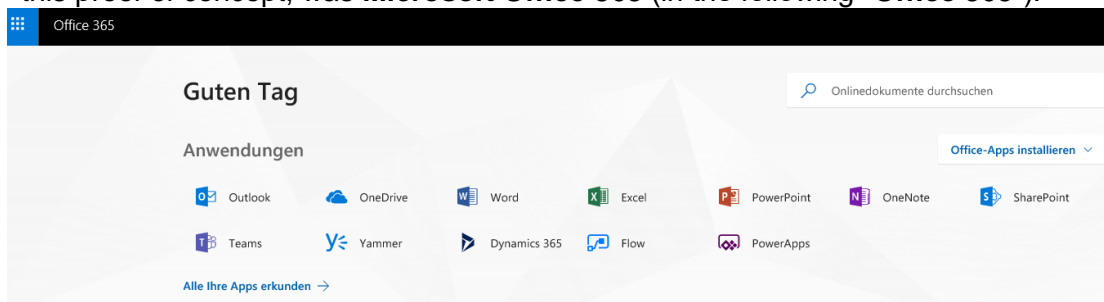 this proof of concept, was Microsoft Office 365 (in the following "Office 365").
Office 365
Guten Tag
Onlinedokumente durchsuchen
Anwendungen
Office-Apps installieren
Outlook OneDrive Word Excel PowerPoint OneNote SharePoint
Teams Yammer Dynamics 365 Flow PowerApps
Alle Ihre Apps erkunden →